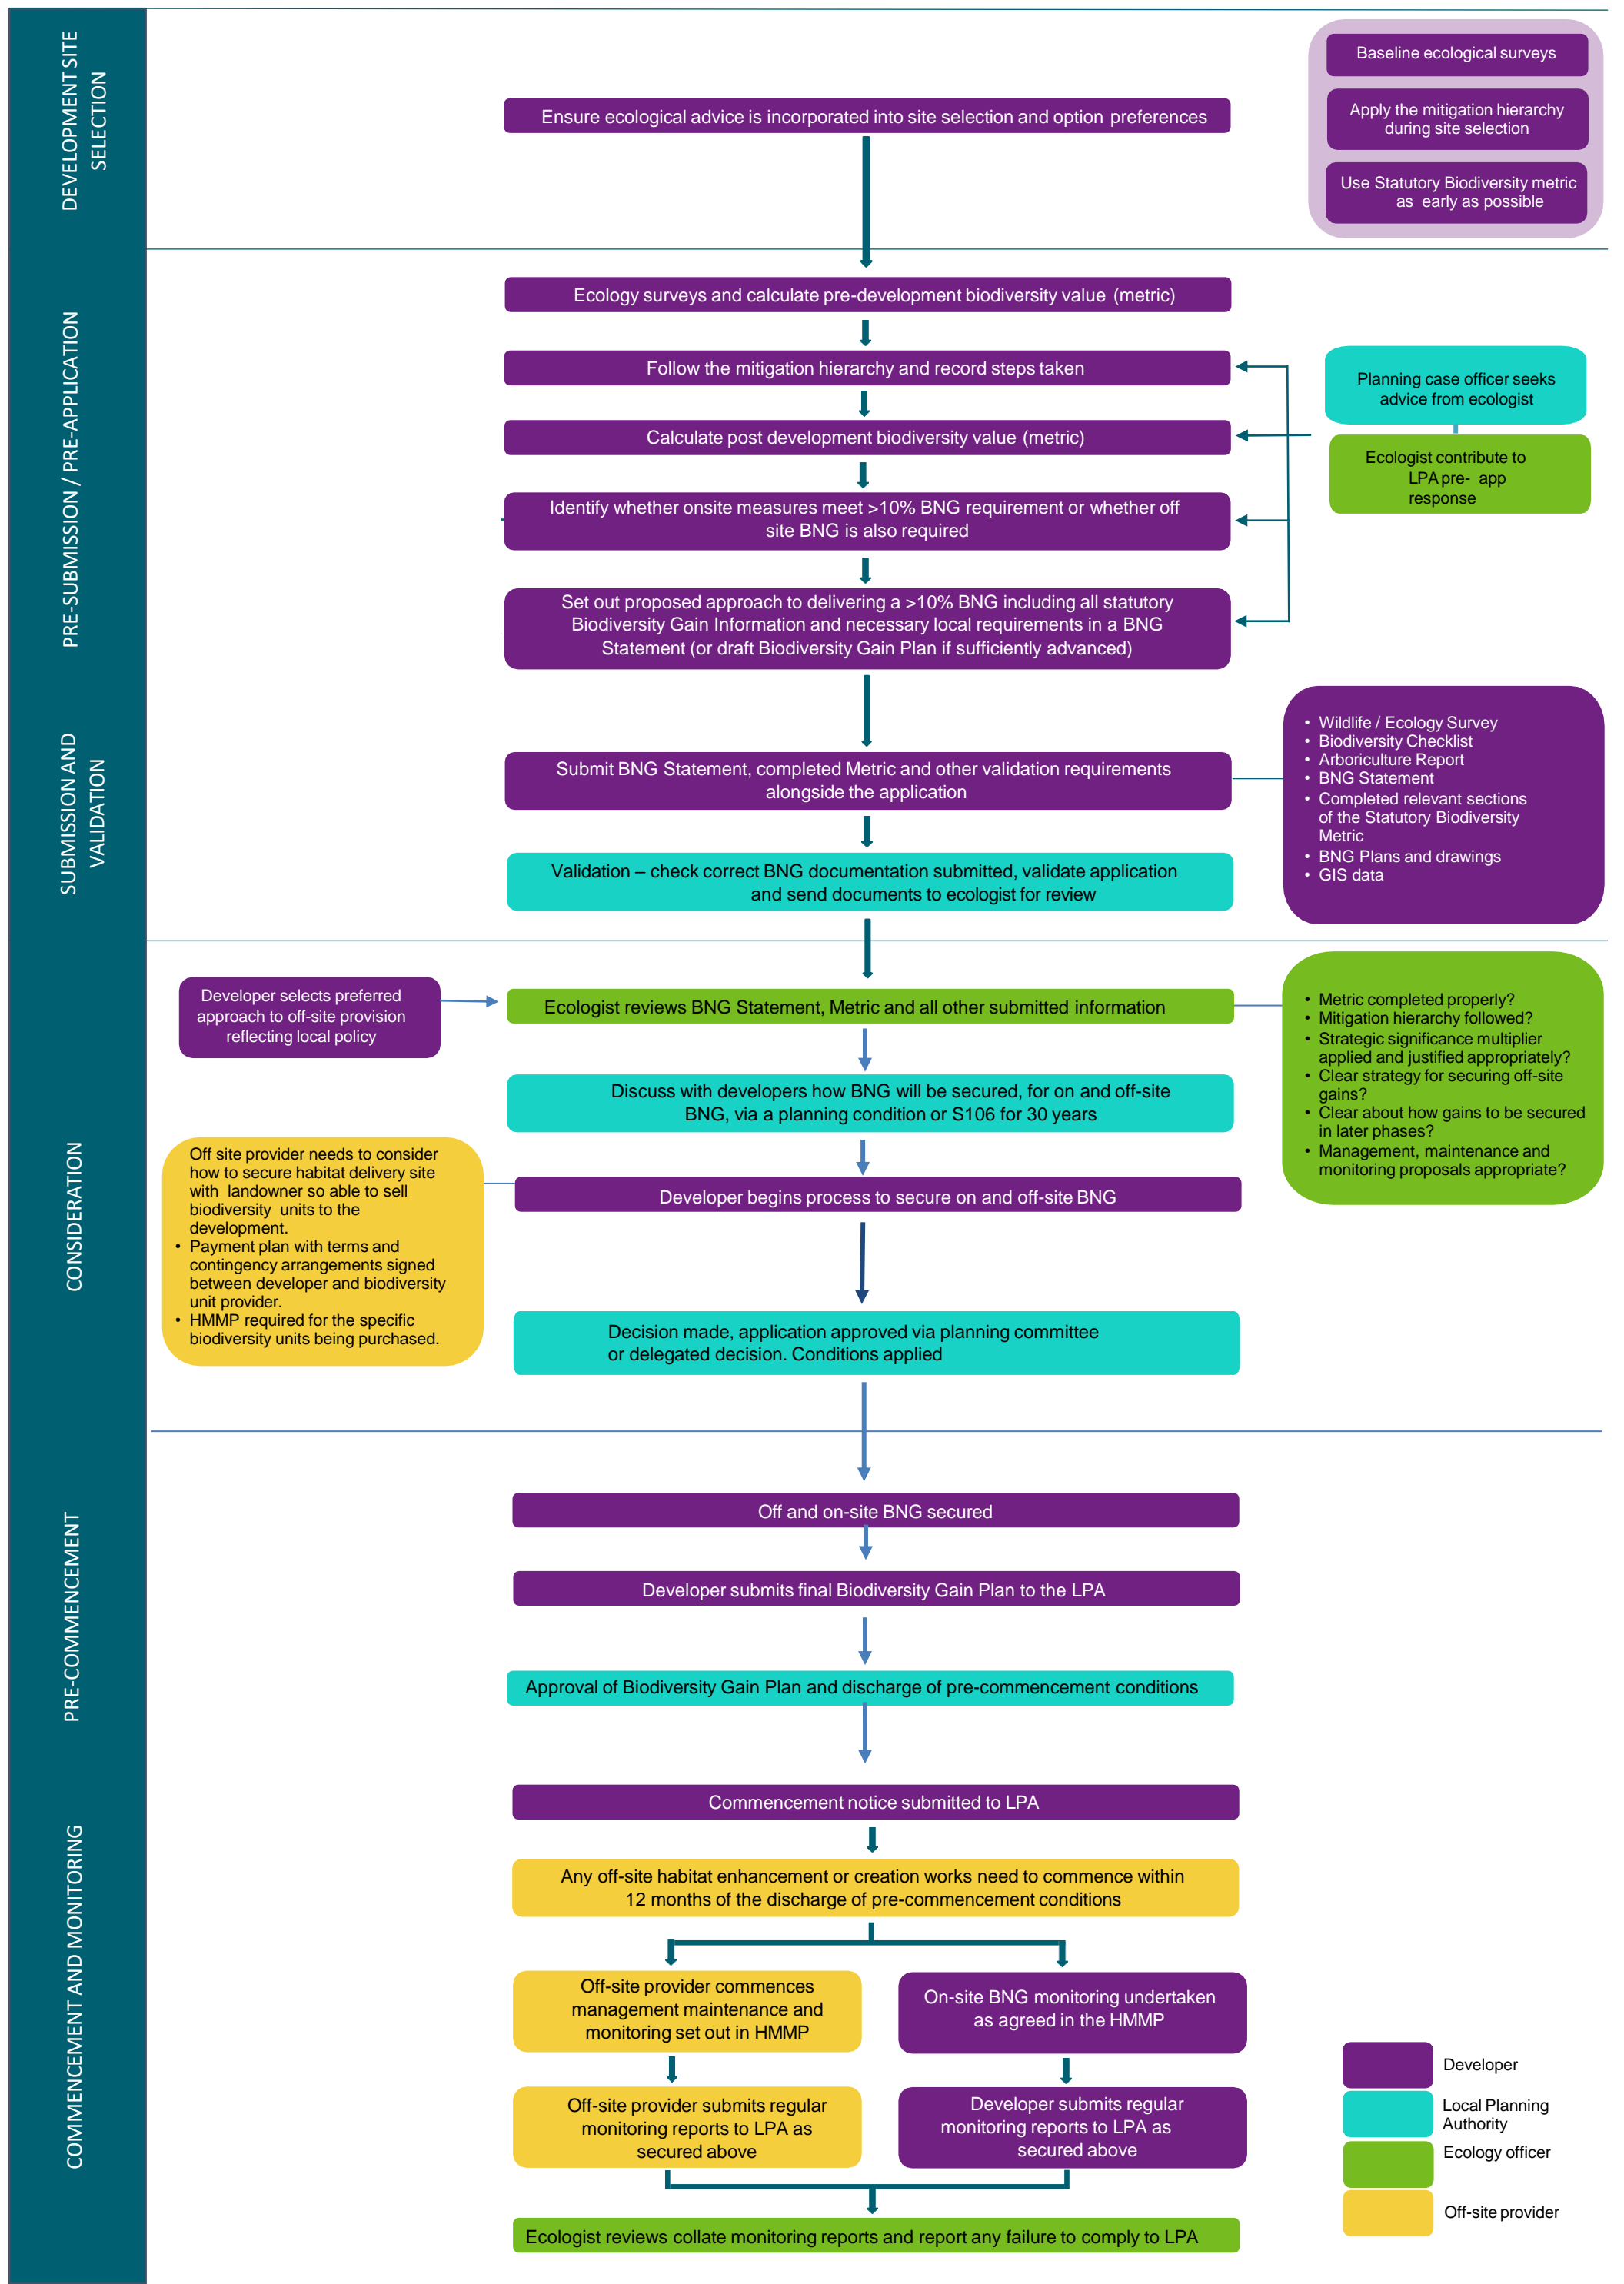 DEVELOPMENT SITE
SELECTION
Ensure ecological advice is incorporated into site selection and option preferences
Baseline ecological surveys
Apply the mitigation hierarchy
during site selection
Use Statutory Biodiversity metric
as early as possible
PRE-SUBMISSION / PRE-APPLICATION
Ecology surveys and calculate pre-development biodiversity value (metric)
Follow the mitigation hierarchy and record steps taken
Calculate post development biodiversity value (metric)
Identify whether onsite measures meet >10% BNG requirement or whether off
site BNG is also required
Set out proposed approach to delivering a >10% BNG including all statutory
Biodiversity Gain Information and necessary local requirements in a BNG
Statement (or draft Biodiversity Gain Plan if sufficiently advanced)
Planning case officer seeks
advice from ecologist
Ecologist contribute to
LPA pre- app
response
SUBMISSION AND
VALIDATION
Submit BNG Statement, completed Metric and other validation requirements
alongside the application
• Wildlife / Ecology Survey
• Biodiversity Checklist
• Arboriculture Report
• BNG Statement
• Completed relevant sections
of the Statutory Biodiversity
Metric
• BNG Plans and drawings
• GIS data
Validation – check correct BNG documentation submitted, validate application
and send documents to ecologist for review
CONSIDERATION
Developer selects preferred
approach to off-site provision
reflecting local policy
Ecologist reviews BNG Statement, Metric and all other submitted information
• Metric completed properly?
• Mitigation hierarchy followed?
• Strategic significance multiplier
applied and justified appropriately?
• Clear strategy for securing off-site
gains?
• Clear about how gains to be secured
in later phases?
• Management, maintenance and
monitoring proposals appropriate?
Discuss with developers how BNG will be secured, for on and off-site
BNG, via a planning condition or S106 for 30 years
Off site provider needs to consider
how to secure habitat delivery site
with landowner so able to sell
biodiversity units to the
development.
• Payment plan with terms and
contingency arrangements signed
between developer and biodiversity
unit provider.
• HMMP required for the specific
biodiversity units being purchased.
Developer begins process to secure on and off-site BNG
Decision made, application approved via planning committee
or delegated decision. Conditions applied
PRE-COMMENCEMENT
Off and on-site BNG secured
Developer submits final Biodiversity Gain Plan to the LPA
Approval of Biodiversity Gain Plan and discharge of pre-commencement conditions
COMMENCEMENT AND MONITORING
Commencement notice submitted to LPA
Any off-site habitat enhancement or creation works need to commence within
12 months of the discharge of pre-commencement conditions
Off-site provider commences
management maintenance and
monitoring set out in HMMP
On-site BNG monitoring undertaken
as agreed in the HMMP
Off-site provider submits regular
monitoring reports to LPA as
secured above
Developer submits regular
monitoring reports to LPA as
secured above
Ecologist reviews collate monitoring reports and report any failure to comply to LPA
Developer
Local Planning
Authority
Ecology officer
Off-site provider